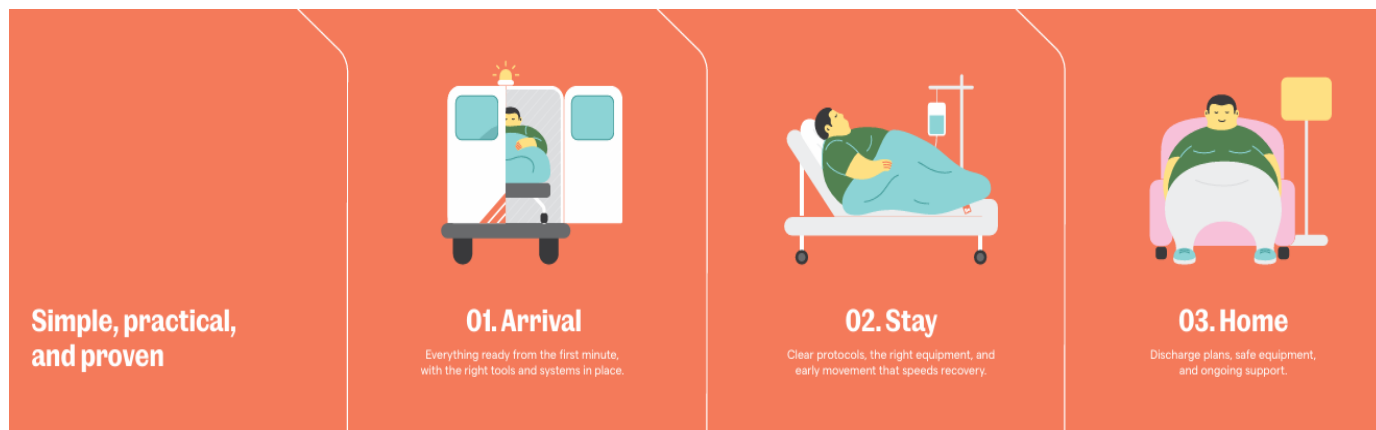 Simple, practical,
and proven
01. Arrival
Everything ready from the first minute,
with the right tools and systems in place.
02. Stay
Clear protocols, the right equipment, and
early movement that speeds recovery.
03. Home
Discharge plans, safe equipment,
and ongoing support.